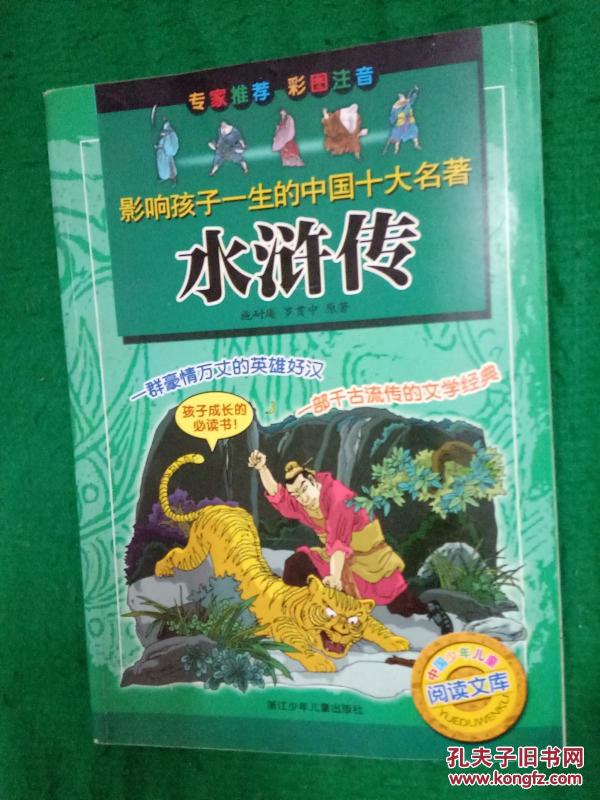 专家推荐 彩图注音
影响孩子一生的中国十大名著
水浒传
施耐庵 罗贯中 原著
一群豪情万丈的英雄好汉
一部千古流传的文学经典
孩子成长的
必读书！
中国少年儿童
阅读文库
YUEDUWENKU
浙江少年儿童出版社
孔夫子旧书网
www.kongfz.com